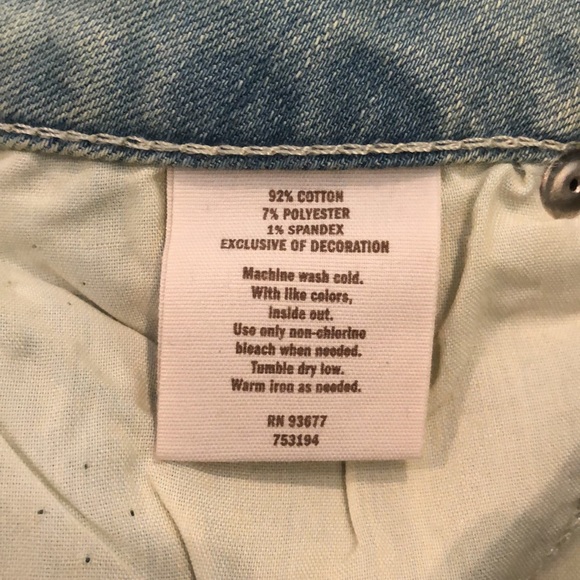 92% COTTON
7% POLYESTER
1% SPANDEX
EXCLUSIVE OF DECORATION
Machine wash cold.
With like colors,
inside out.
Use only non-chlorine
bleach when needed.
Tumble dry low.
Warm iron as needed.
RN 93677
753194